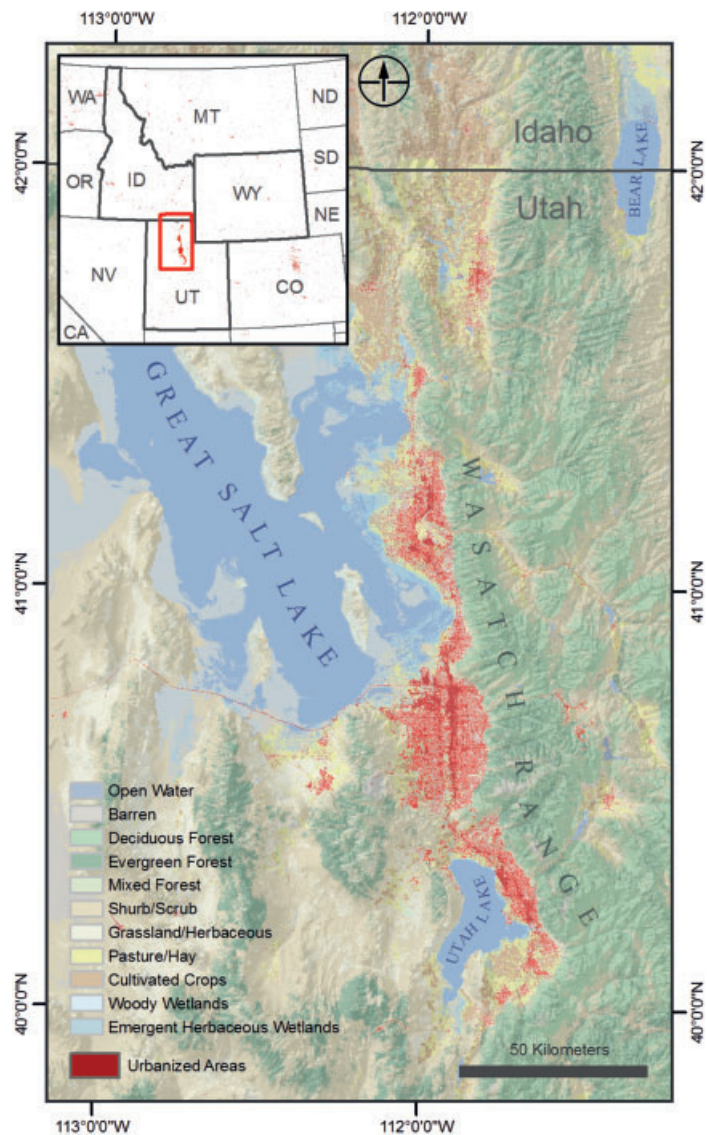 113°0'0"W
112°0'0"W
WA
MT
ND
OR
ID
SD
WY
NE
NV
UT
CO
CA
Idaho
Utah
BEAR LAKE
42°0'0"N
42°0'0"N
GREAT SALT LAKE
WASATCH RANGE
41°0'0"N
41°0'0"N
UTAH LAKE
Open Water
Barren
Deciduous Forest
Evergreen Forest
Mixed Forest
Shurb/Scrub
Grassland/Herbaceous
Pasture/Hay
Cultivated Crops
Woody Wetlands
Emergent Herbaceous Wetlands
Urbanized Areas
40°0'0"N
40°0'0"N
50 Kilometers
113°0'0"W
112°0'0"W